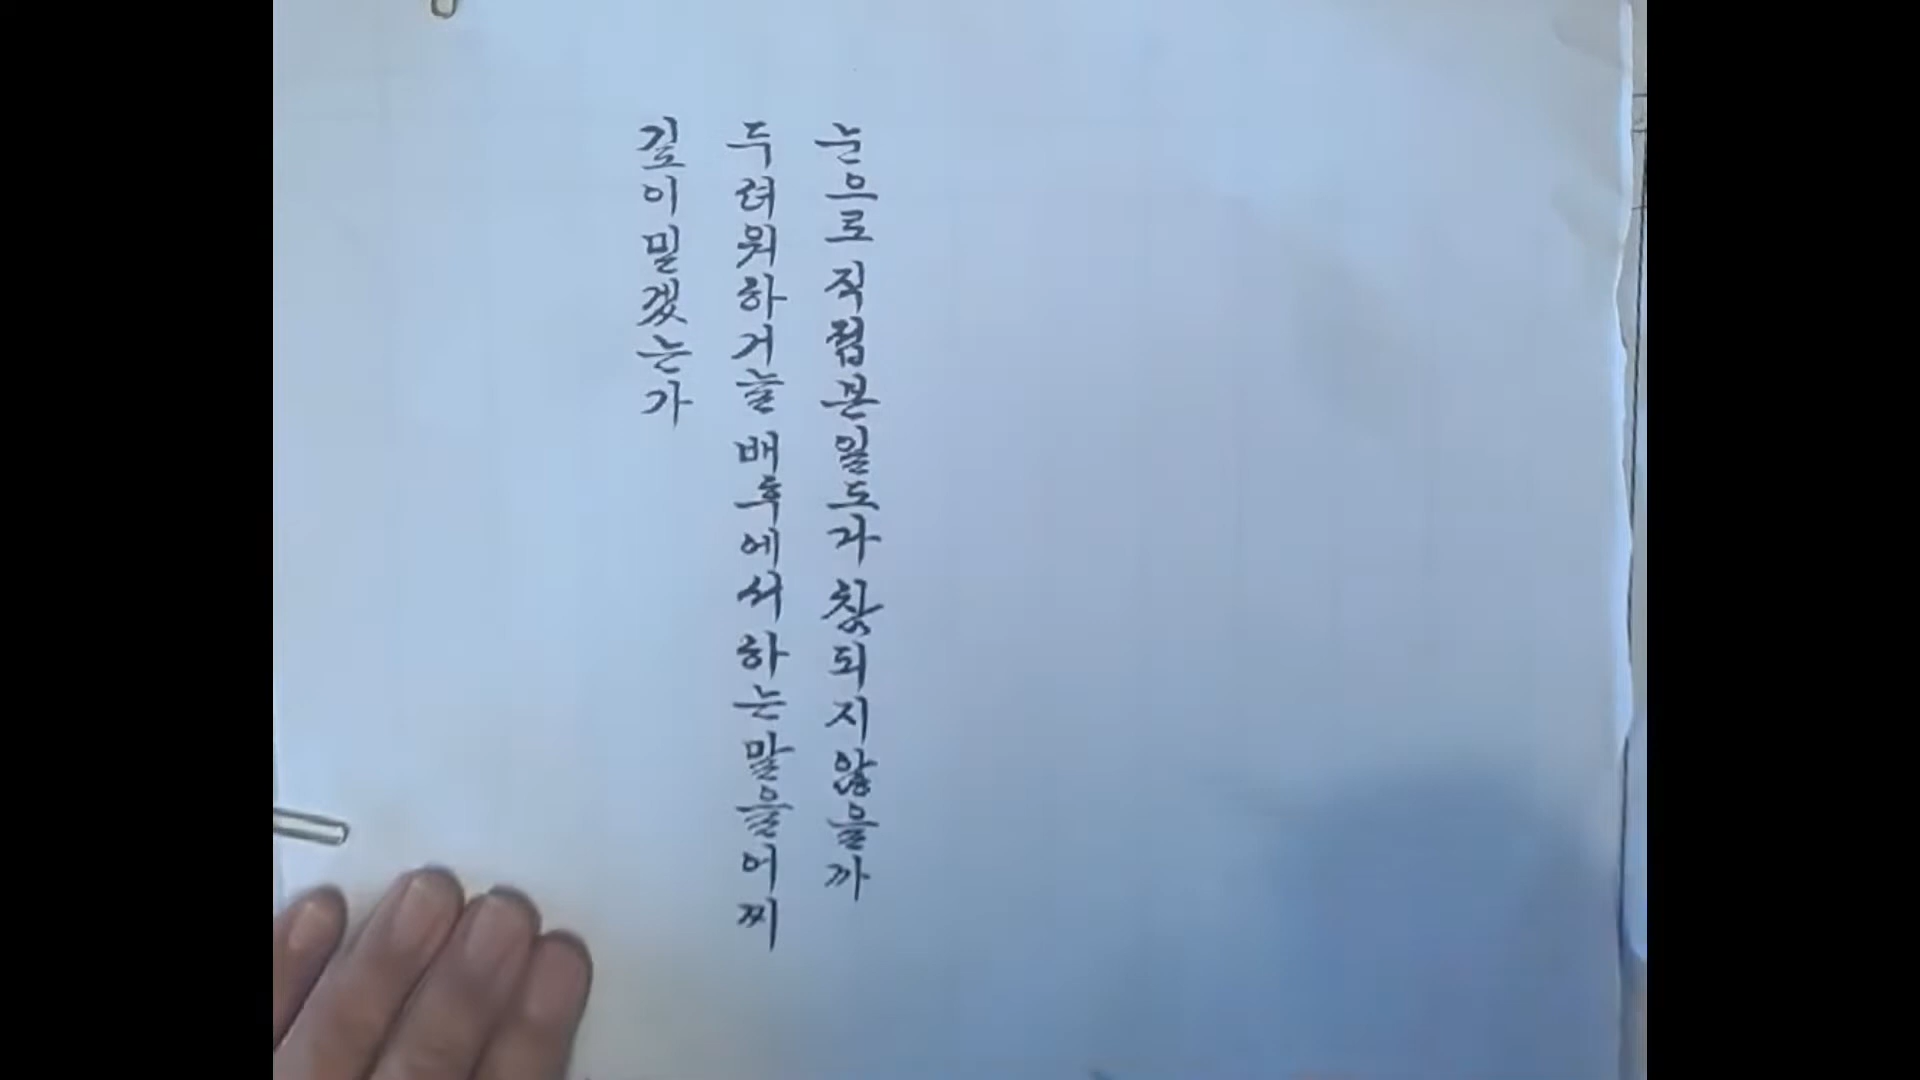 눈으로 직접 본 일도 다 참되지 않을까
두려워하거늘 배후에서 하는 말을 어찌
깊이 믿겠는가